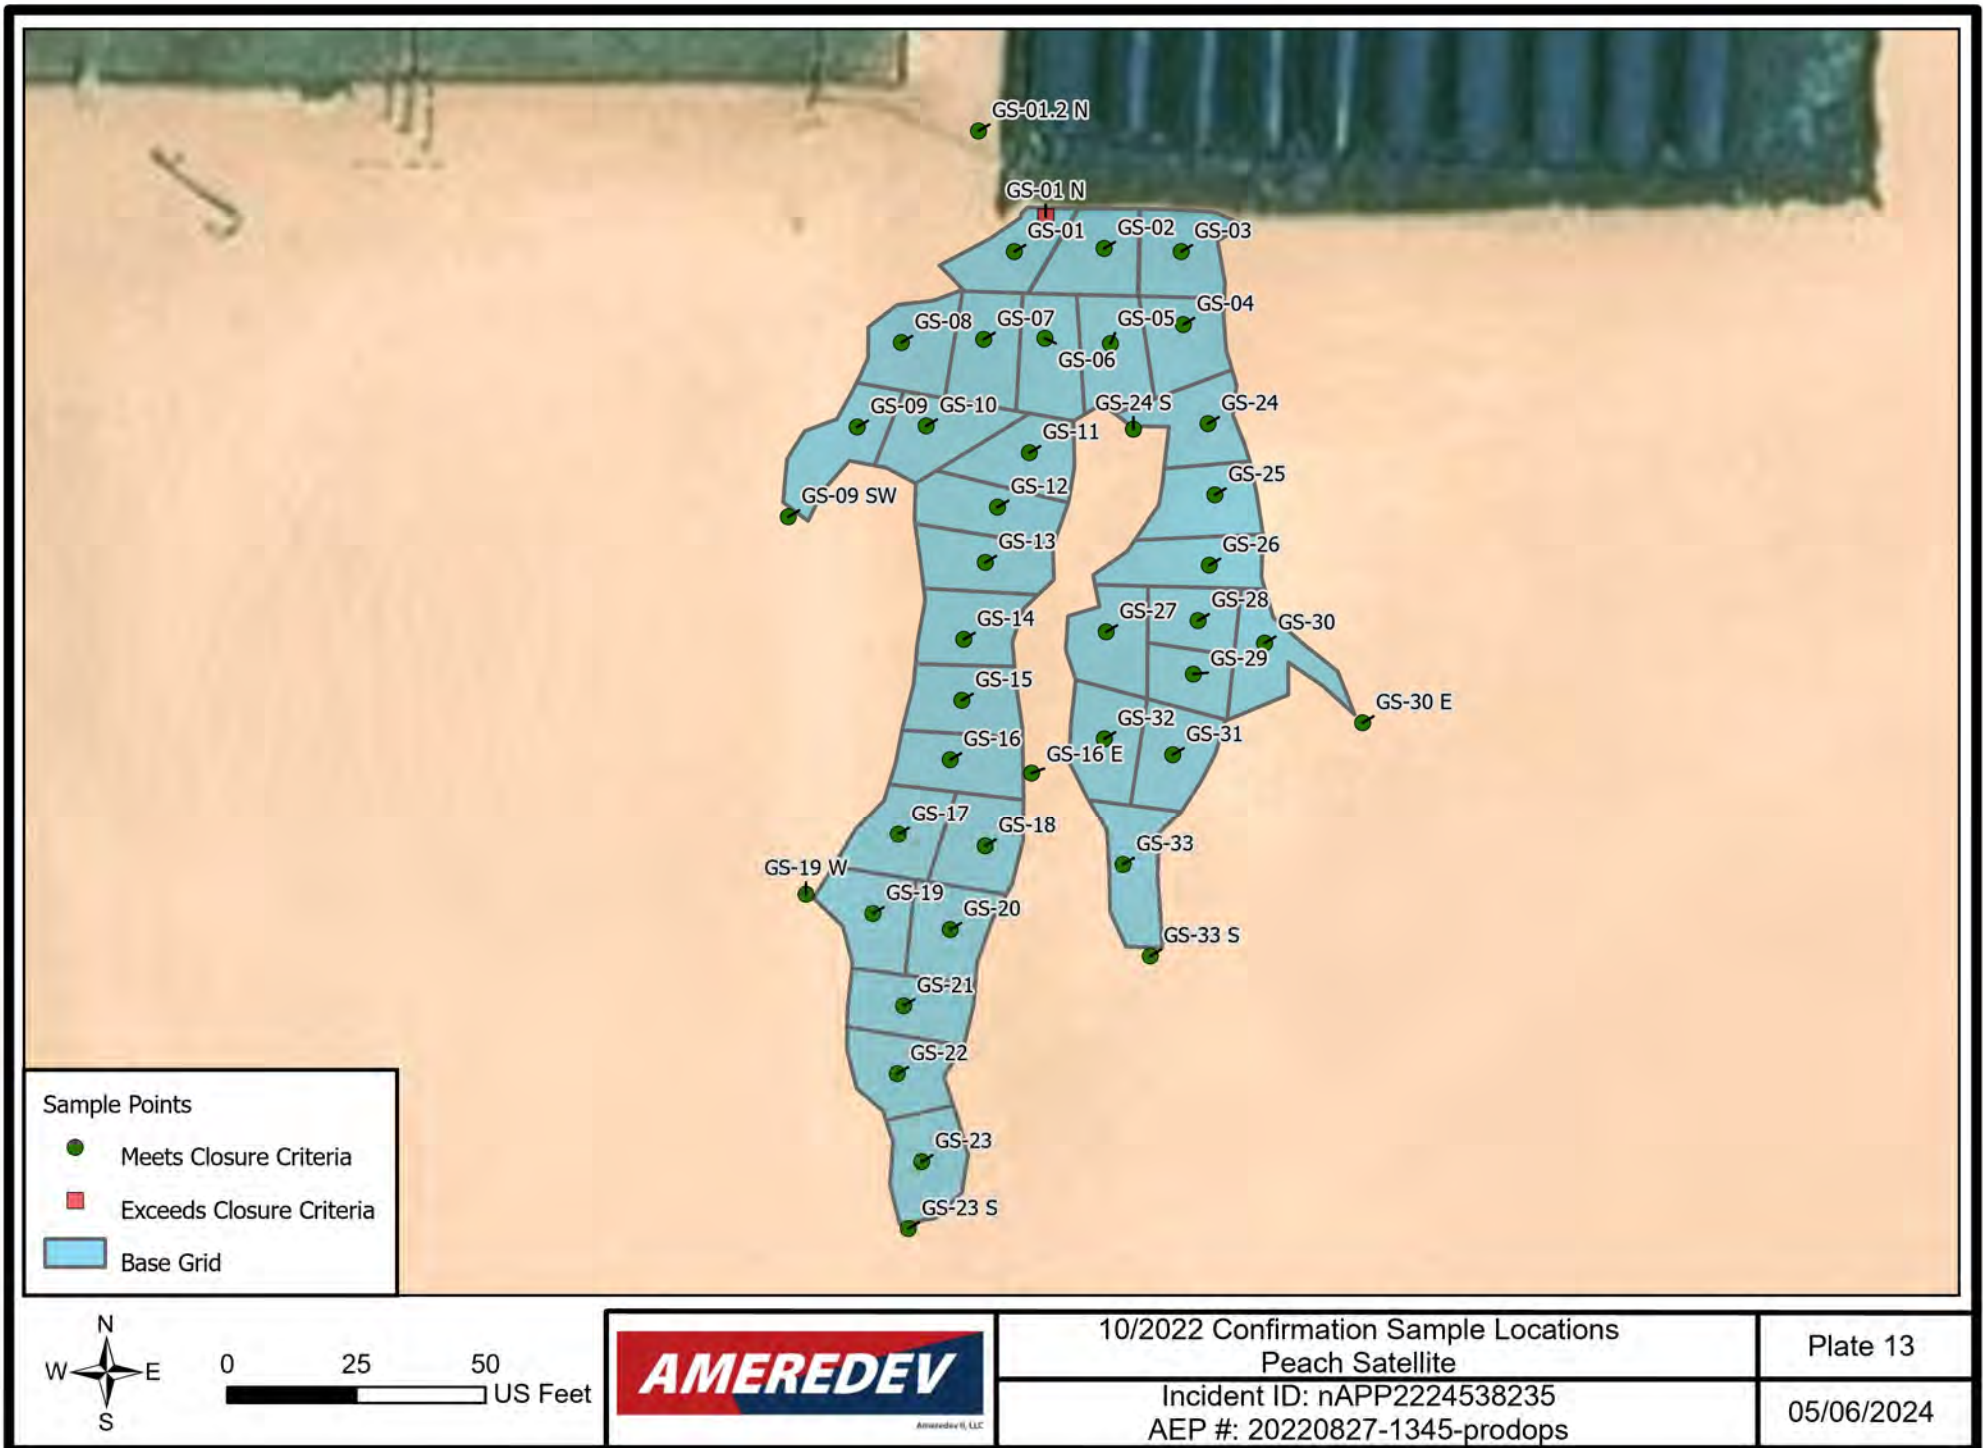 GS-01.2 N
GS-01 N
GS-01
GS-02
GS-03
GS-04
GS-08
GS-07
GS-05
GS-06
GS-09
GS-10
GS-24 S
GS-24
GS-11
GS-25
GS-12
GS-09 SW
GS-13
GS-26
GS-14
GS-27
GS-28
GS-30
GS-29
GS-15
GS-30 E
GS-16
GS-32
GS-31
GS-16 E
GS-17
GS-18
GS-33
GS-19 W
GS-19
GS-20
GS-33 S
GS-21
GS-22
GS-23
GS-23 S
Sample Points
Meets Closure Criteria
Exceeds Closure Criteria
Base Grid
N
W E
S
0 25 50
US Feet
AMEREDEV
Ameredev II, LLC
10/2022 Confirmation Sample Locations
Peach Satellite
Incident ID: nAPP2224538235
AEP #: 20220827-1345-prodops
Plate 13
05/06/2024